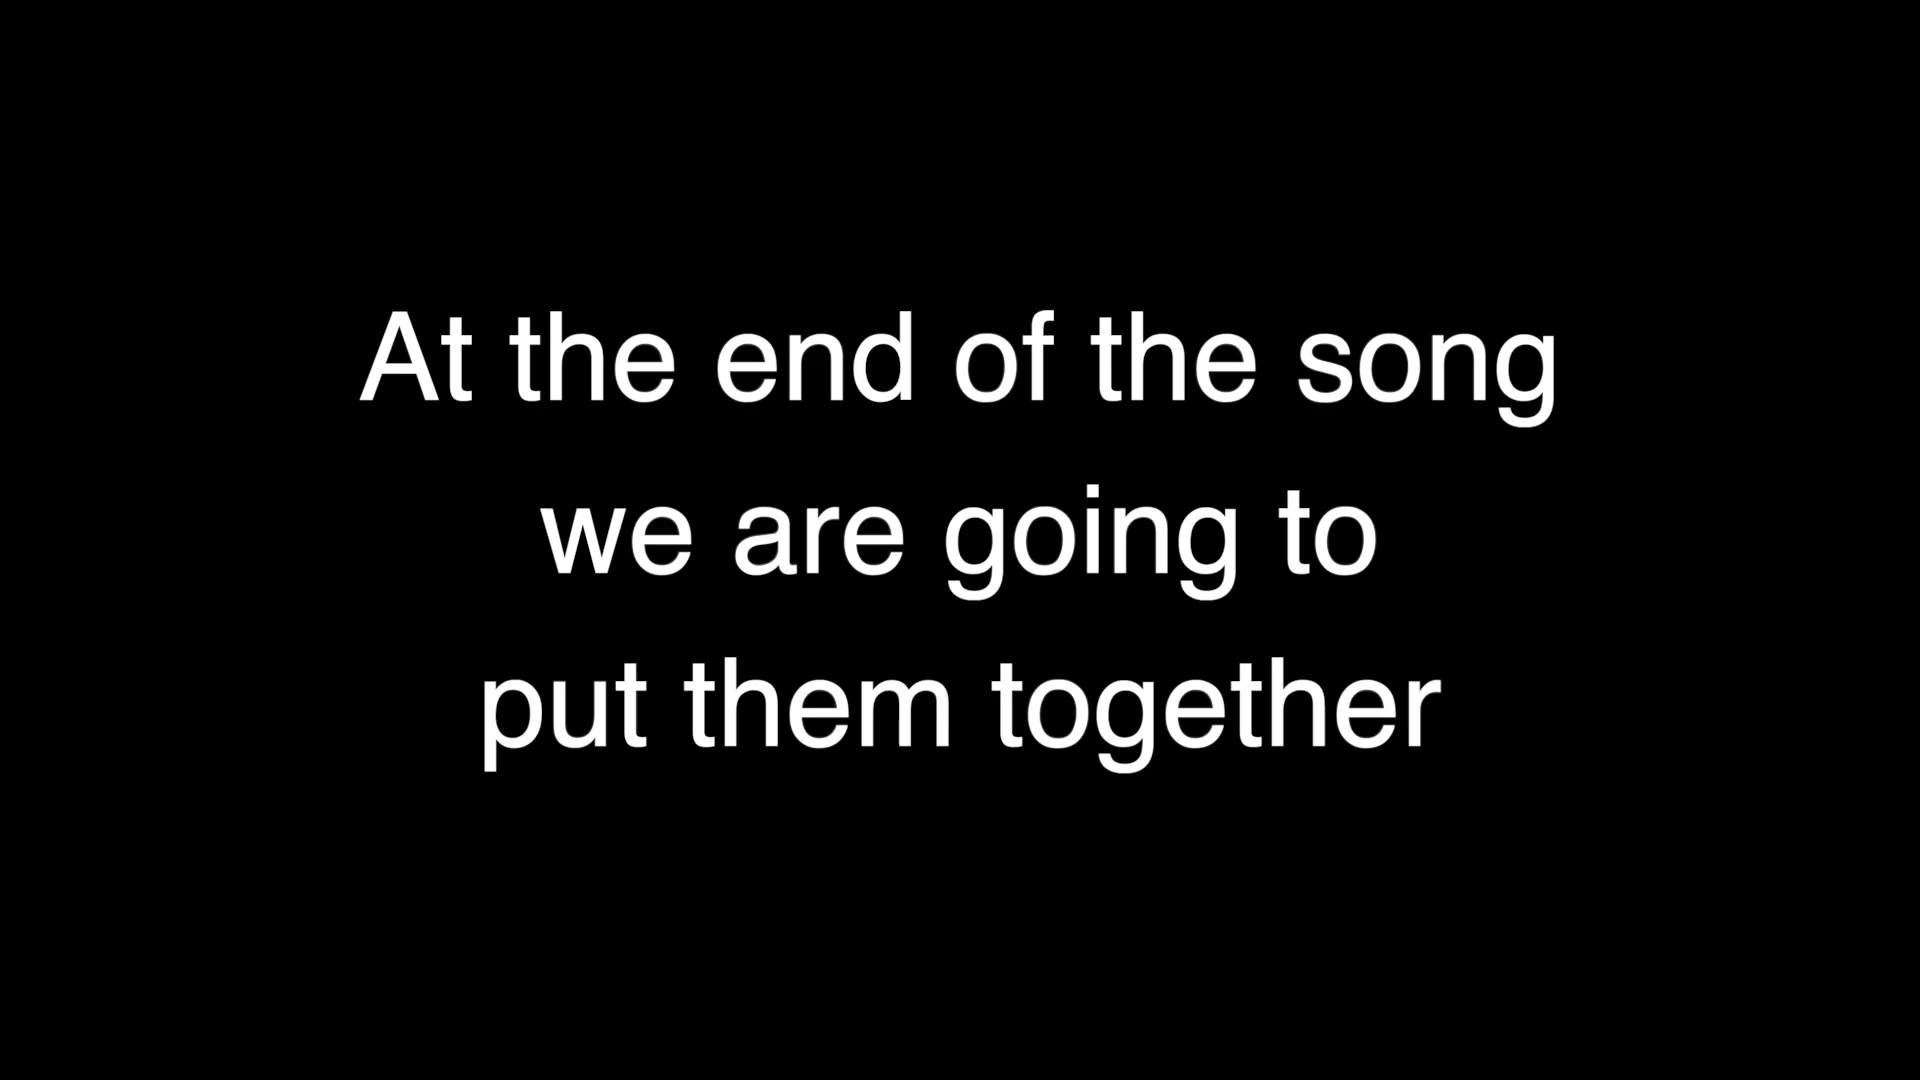 At the end of the song
we are going to
put them together